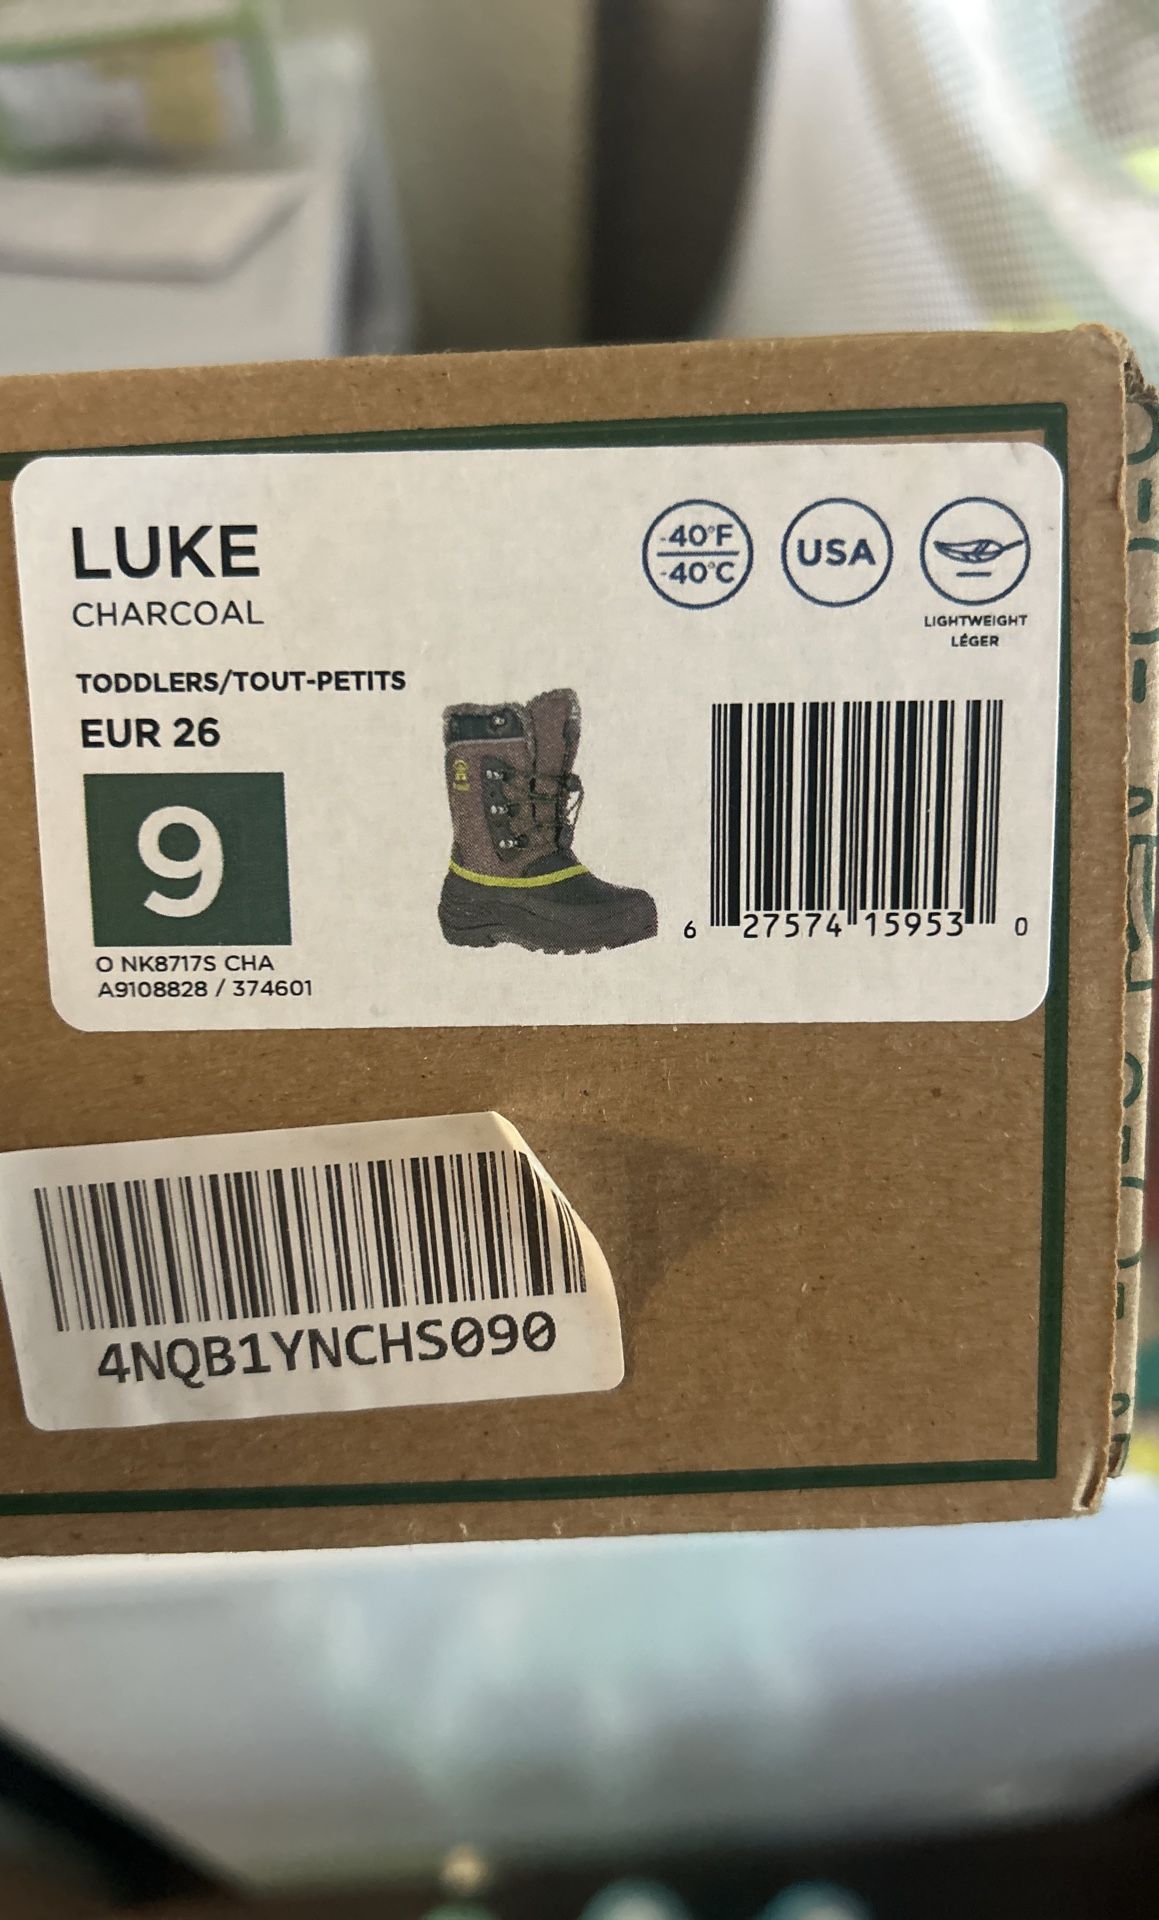 LUKE
CHARCOAL
-40°F
-40°C
USA
LIGHTWEIGHT
LÉGER
TODDLERS/TOUT-PETITS
EUR 26
9
O NK8717S CHA
A9108828 / 374601
6 27574 15953 0
4NQB1YNCHS090